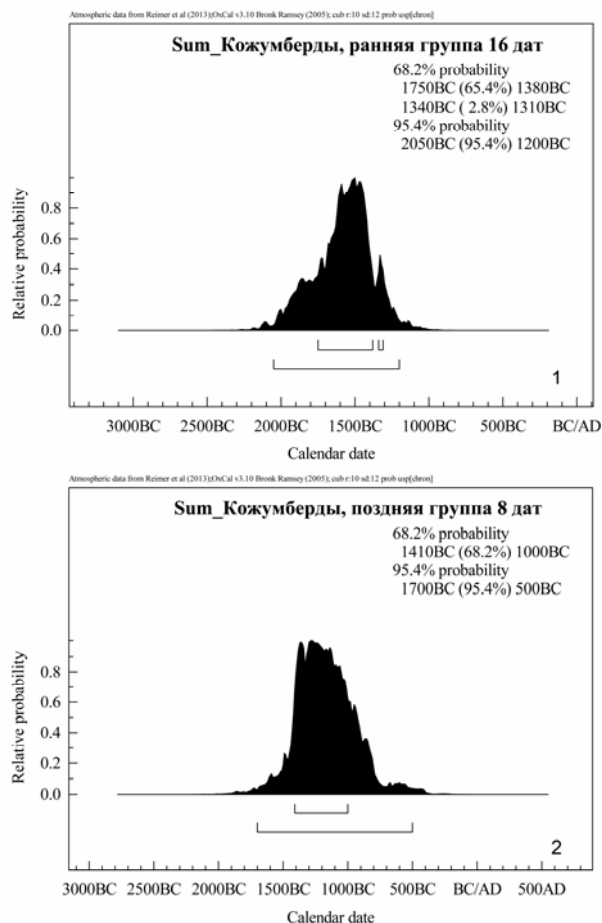 Atmospheric data from Reimer et al (2013);OxCal v3.10 Bronk Ramsey (2005); cub r:10 sd:12 prob usp[chron]
Sum_Кожумберды, ранняя группа 16 дат
68.2% probability
1750BC (65.4%) 1380BC
1340BC ( 2.8%) 1310BC
95.4% probability
2050BC (95.4%) 1200BC
Relative probability
0.8
0.6
0.4
0.2
0.0
1
3000BC 2500BC 2000BC 1500BC 1000BC 500BC BC/AD
Calendar date
Atmospheric data from Reimer et al (2013);OxCal v3.10 Bronk Ramsey (2005); cub r:10 sd:12 prob usp[chron]
Sum_Кожумберды, поздняя группа 8 дат
68.2% probability
1410BC (68.2%) 1000BC
95.4% probability
1700BC (95.4%) 500BC
Relative probability
0.8
0.6
0.4
0.2
0.0
2
3000BC 2500BC 2000BC 1500BC 1000BC 500BC BC/AD 500AD
Calendar date